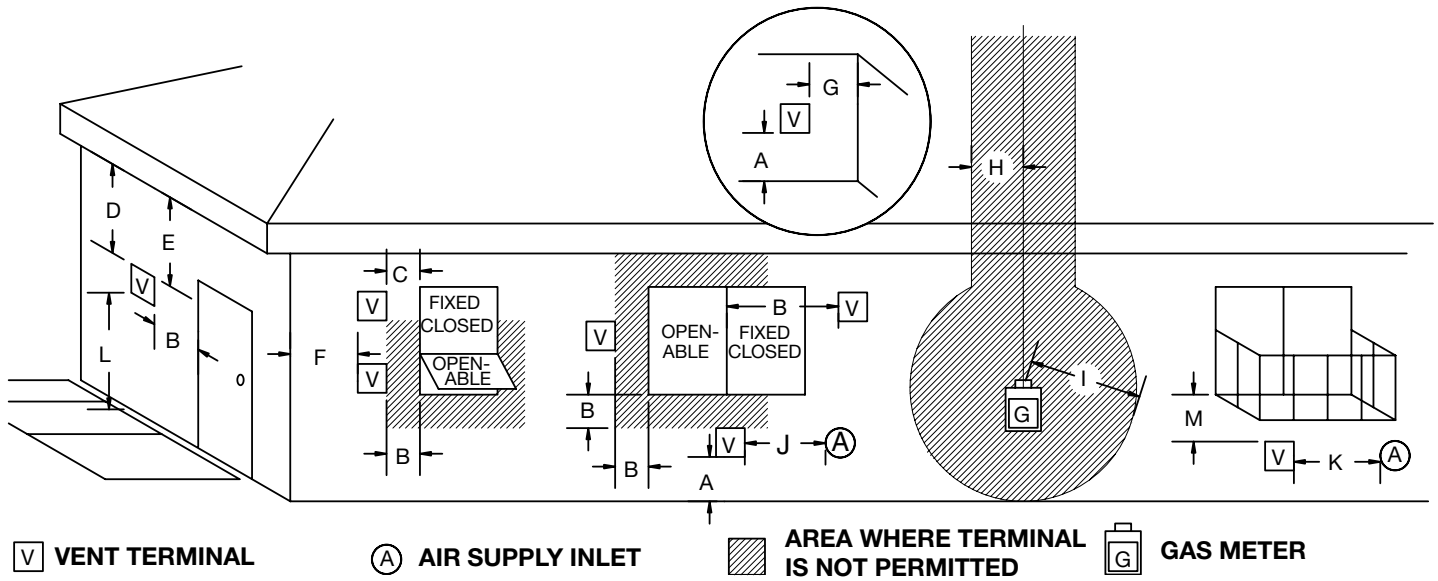 G
V
A
H
D
E
C
V
V
FIXED
CLOSED
B
V
V
OPEN-
ABLE
FIXED
CLOSED
L
B
F
V
OPEN-
ABLE
I
G
B
M
V
J
A
V
K
A
B
B
A
V VENT TERMINAL
A AIR SUPPLY INLET
AREA WHERE TERMINAL
IS NOT PERMITTED
G GAS METER